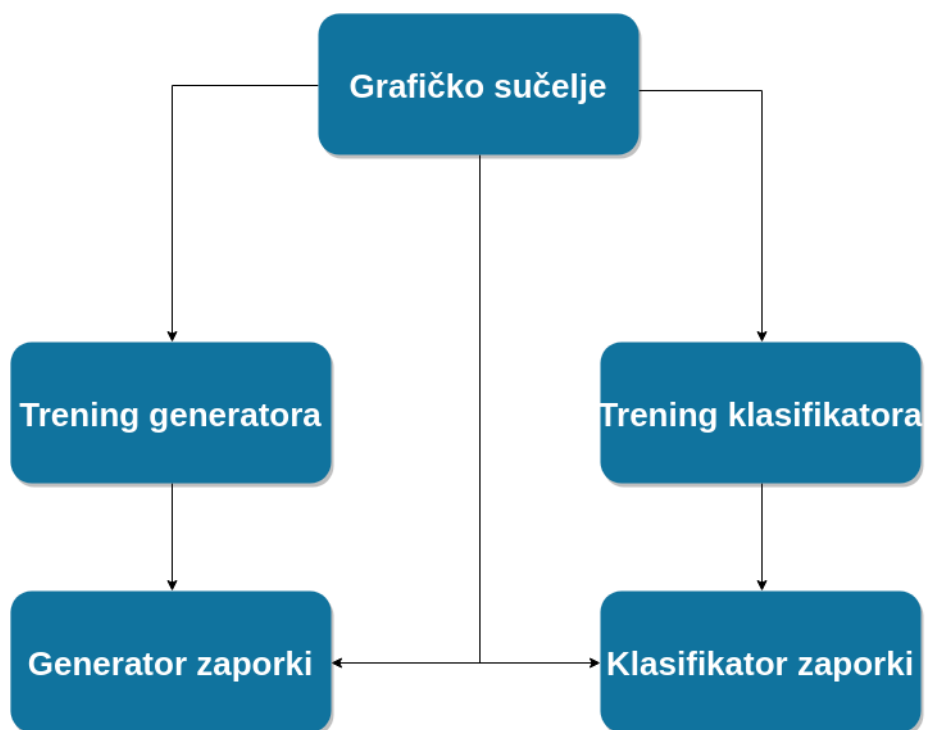 Grafičko sučelje
Trening generatora
Trening klasifikatora
Generator zaporki
Klasifikator zaporki